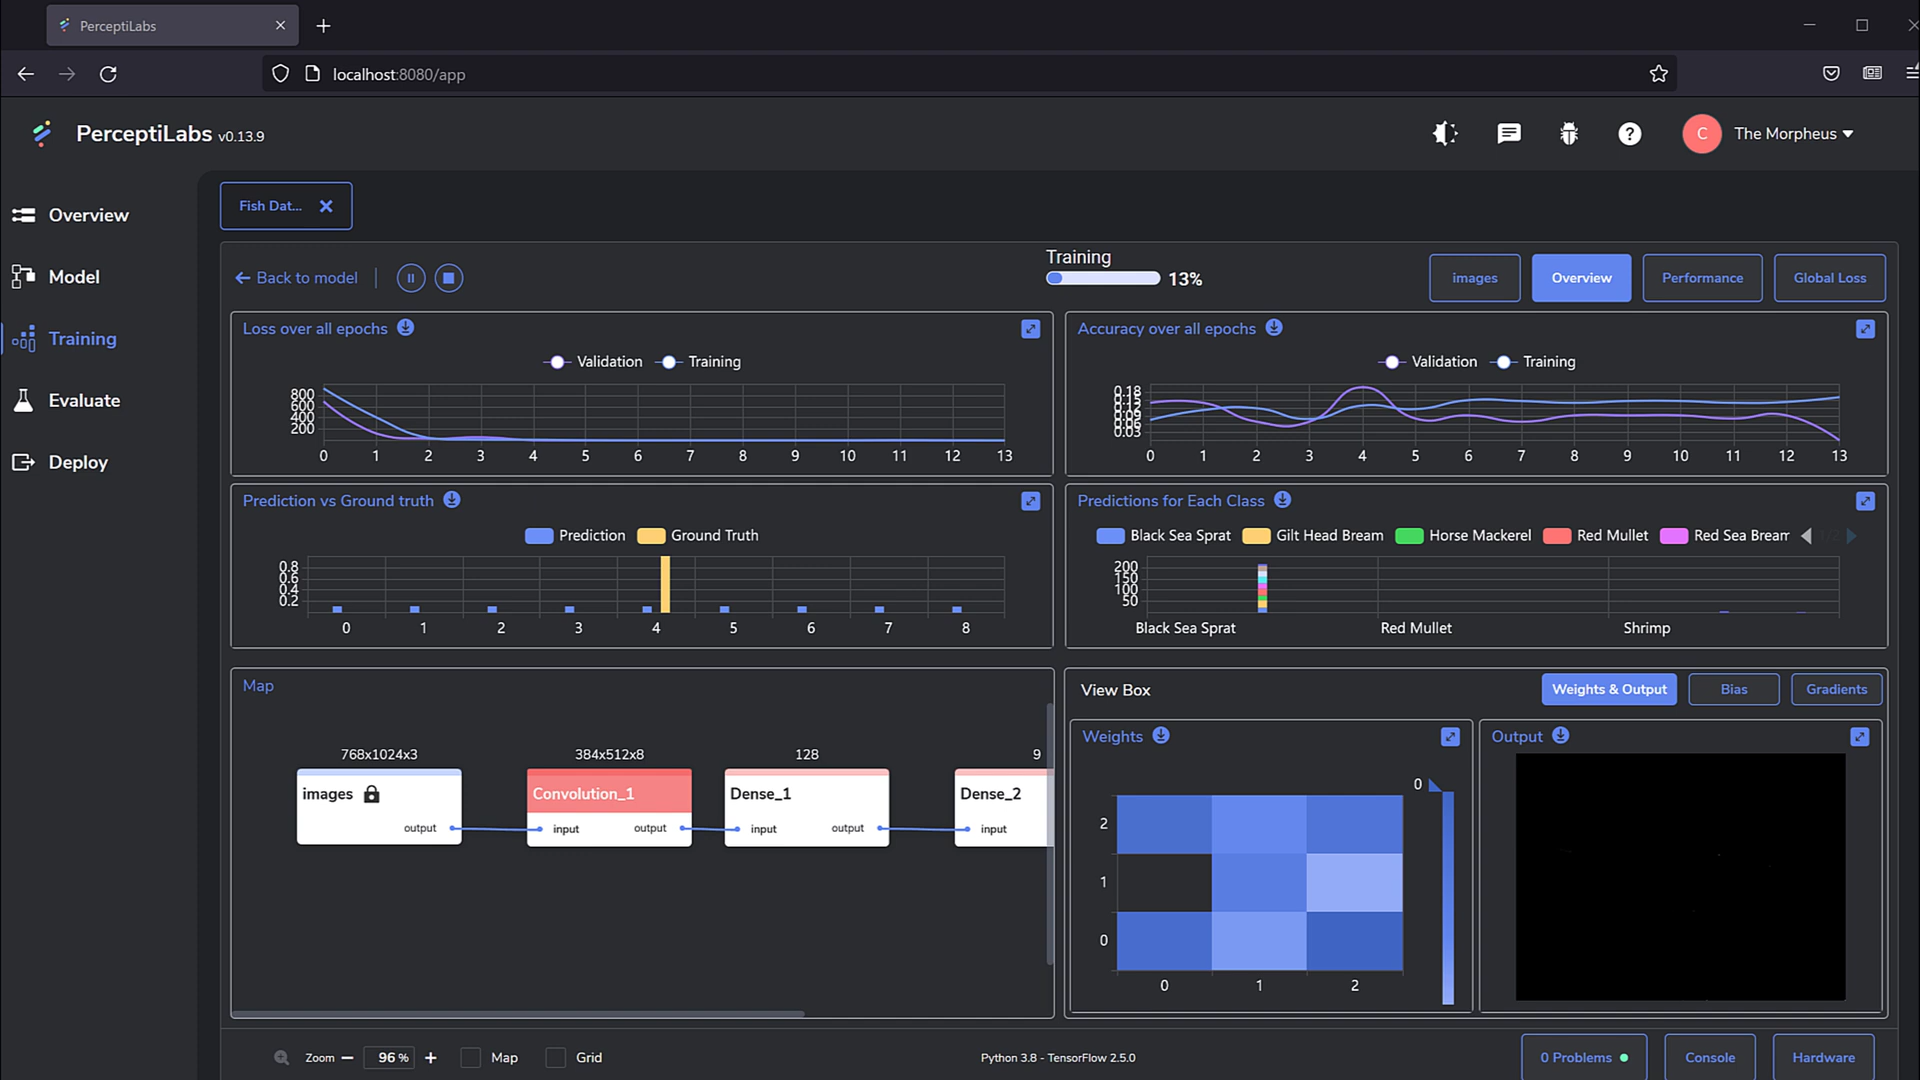 PerceptiLabs
localhost:8080/app
PerceptiLabs v0.13.9
C The Morpheus
Overview
Model
Training
Evaluate
Deploy
Fish Dat...
Back to model
Training
13%
images Overview Performance Global Loss
Loss over all epochs
Validation Training
800
600
400
200
0 1 2 3 4 5 6 7 8 9 10 11 12 13
Accuracy over all epochs
Validation Training
0.18
0.06
0.03
0 1 2 3 4 5 6 7 8 9 10 11 12 13
Prediction vs Ground truth
Prediction Ground Truth
0.8
0.6
0.4
0.2
0 1 2 3 4 5 6 7 8
Predictions for Each Class
Black Sea Sprat Gilt Head Bream Horse Mackerel Red Mullet Red Sea Bream
200
150
100
50
Black Sea Sprat Red Mullet Shrimp
Map
768x1024x3 384x512x8 128 9
images Convolution_1 Dense_1 Dense_2
output input output input output input
View Box
Weights & Output Bias Gradients
Weights
0
2
1
0
0 1 2
Output
Zoom 96 % Map Grid
Python 3.8 - TensorFlow 2.5.0
0 Problems Console Hardware